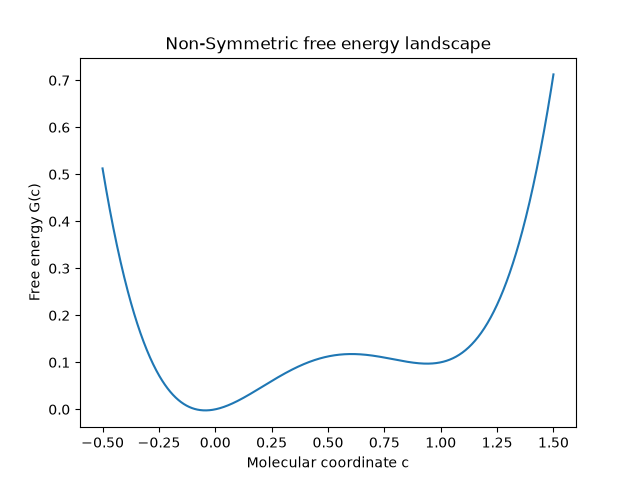 Non-Symmetric free energy landscape
Free energy G(c)
0.7
0.6
0.5
0.4
0.3
0.2
0.1
0.0
−0.50 −0.25 0.00 0.25 0.50 0.75 1.00 1.25 1.50
Molecular coordinate c